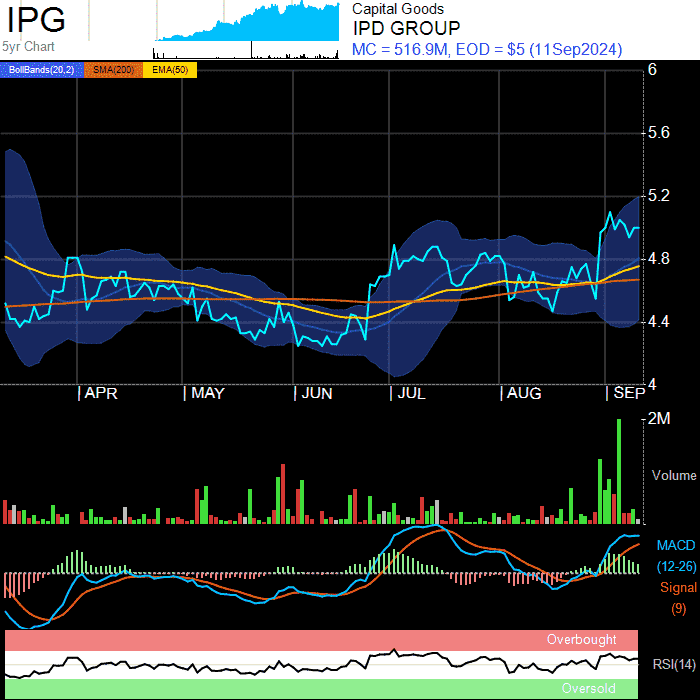 IPG
5yr Chart
Capital Goods
IPD GROUP
MC = 516.9M, EOD = $5 (11Sep2024)
BollBands(20,2) SMA(200) EMA(50)
6
5.6
5.2
4.8
4.4
4
APR MAY JUN JUL AUG SEP
2M
Volume
MACD
(12-26)
Signal
(9)
Overbought
RSI(14)
Oversold